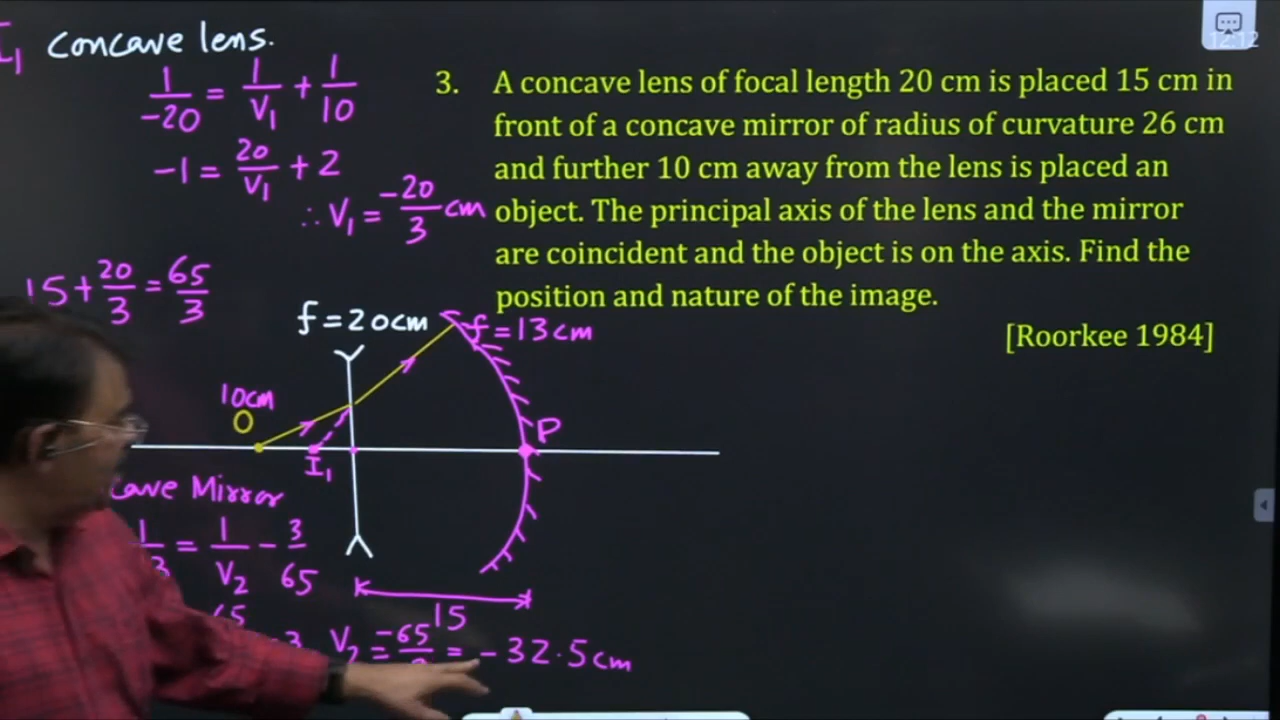 I₁ Concave lens.
1/-20 = 1/V₁ + 1/10
-1 = 20/V₁ + 2
∴ V₁ = -20/3 cm
15 + 20/3 = 65/3
12:12
3. A concave lens of focal length 20 cm is placed 15 cm in
front of a concave mirror of radius of curvature 26 cm
and further 10 cm away from the lens is placed an
object. The principal axis of the lens and the mirror
are coincident and the object is on the axis. Find the
position and nature of the image.
[Roorkee 1984]
f = 20cm
f = 13cm
10cm
O
P
I₁
cave Mirror
= 1/V₂ - 3/65
15
V₂ = -65 = -32.5cm